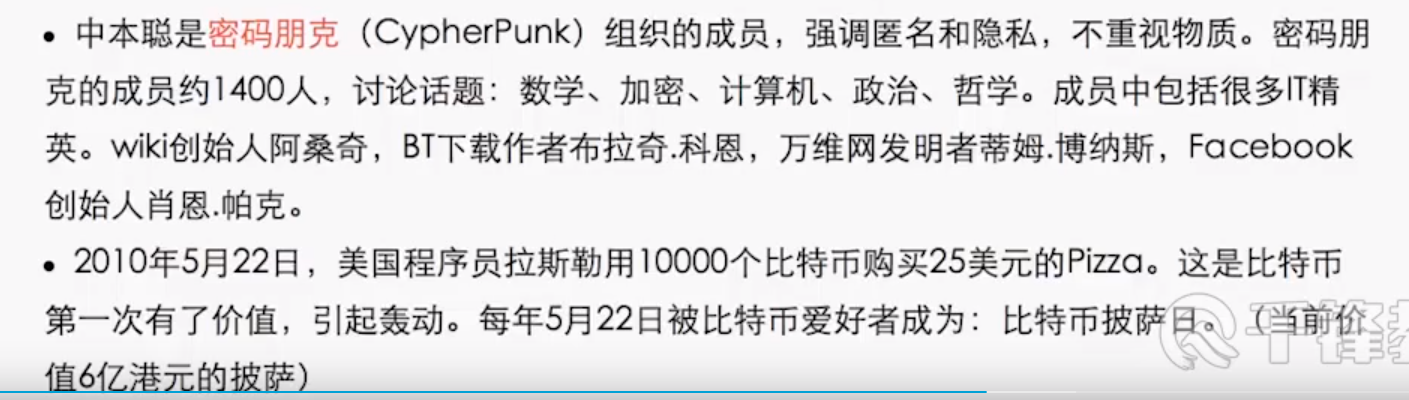 • 中本聪是密码朋克（CypherPunk）组织的成员，强调匿名和隐私，不重视物质。密码朋
克的成员约1400人，讨论话题：数学、加密、计算机、政治、哲学。成员中包括很多IT精
英。wiki创始人阿桑奇，BT下载作者布拉奇.科恩，万维网发明者蒂姆.博纳斯，Facebook
创始人肖恩.帕克。
• 2010年5月22日，美国程序员拉斯勒用10000个比特币购买25美元的Pizza。这是比特币
第一次有了价值，引起轰动。每年5月22日被比特币爱好者成为：比特币披萨日。（当前价
值6亿港元的披萨）
千锋教